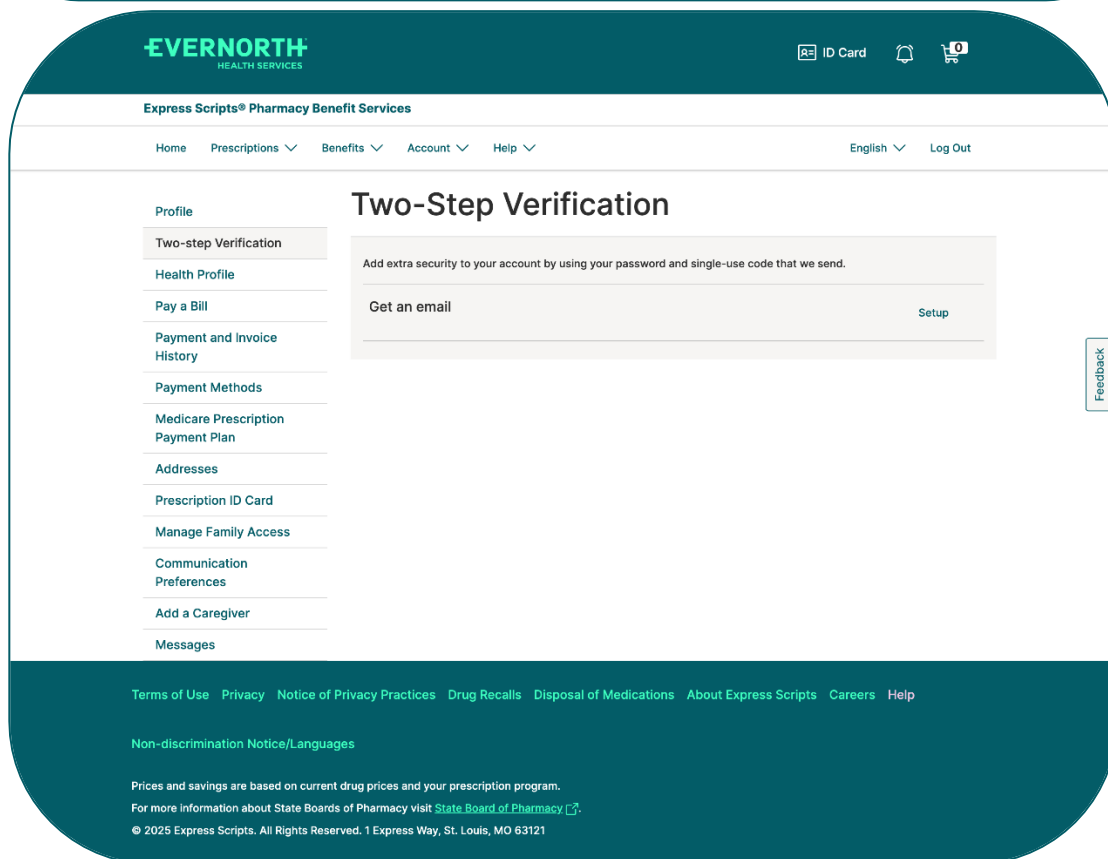 EVERNORTH
HEALTH SERVICES
ID Card
0
Express Scripts® Pharmacy Benefit Services
Home Prescriptions Benefits Account Help English Log Out
Profile
Two-step Verification
Health Profile
Pay a Bill
Payment and Invoice
History
Payment Methods
Medicare Prescription
Payment Plan
Addresses
Prescription ID Card
Manage Family Access
Communication
Preferences
Add a Caregiver
Messages
Two-Step Verification
Add extra security to your account by using your password and single-use code that we send.
Get an email
Setup
Feedback
Terms of Use Privacy Notice of Privacy Practices Drug Recalls Disposal of Medications About Express Scripts Careers Help
Non-discrimination Notice/Languages
Prices and savings are based on current drug prices and your prescription program.
For more information about State Boards of Pharmacy visit State Board of Pharmacy.
© 2025 Express Scripts. All Rights Reserved. 1 Express Way, St. Louis, MO 63121